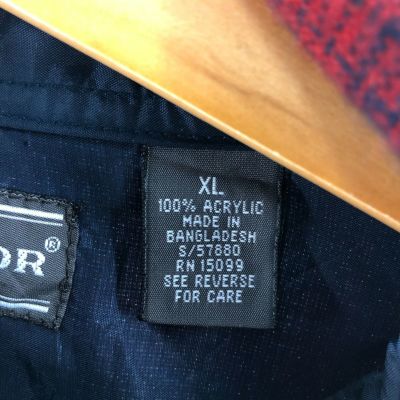 OR®
XL
100% ACRYLIC
MADE IN
BANGLADESH
S/57880
RN 15099
SEE REVERSE
FOR CARE